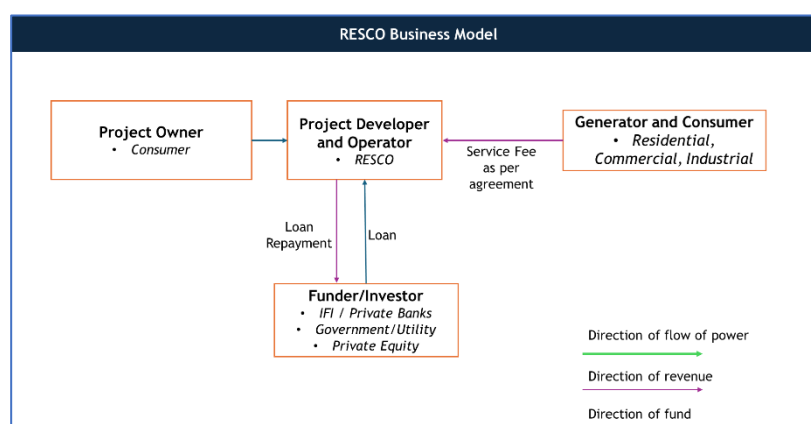 RESCO Business Model
Project Owner
• Consumer
Project Developer
and Operator
• RESCO
Generator and Consumer
• Residential,
Commercial, Industrial
Service Fee
as per
agreement
Loan
Repayment
Loan
Funder/Investor
• IFI / Private Banks
• Government/Utility
• Private Equity
Direction of flow of power
Direction of revenue
Direction of fund